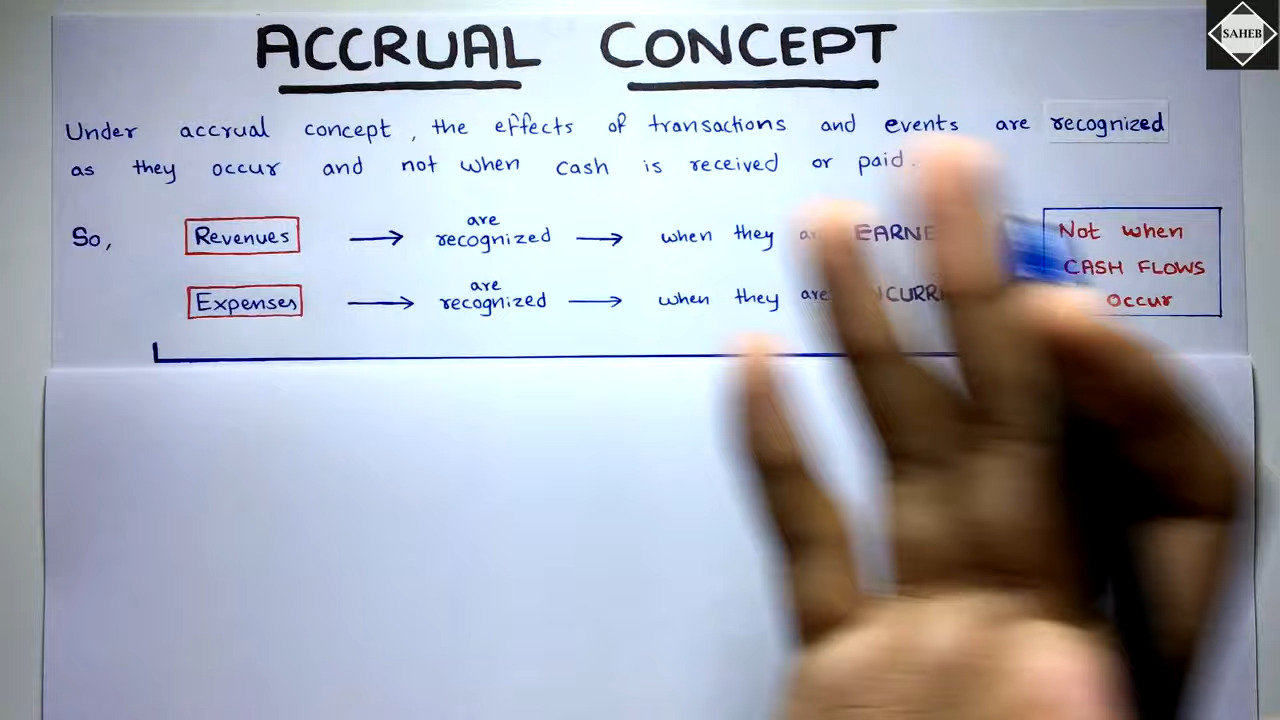 ACCRUAL CONCEPT
SAHEB
Under accrual concept, the effects of transactions and events are recognized
as they occur and not when cash is received or paid.
So, Revenues → are recognized → when they EARNE
Expenses → are recognized → when they are
Not when
CASH FLOWS
Occur